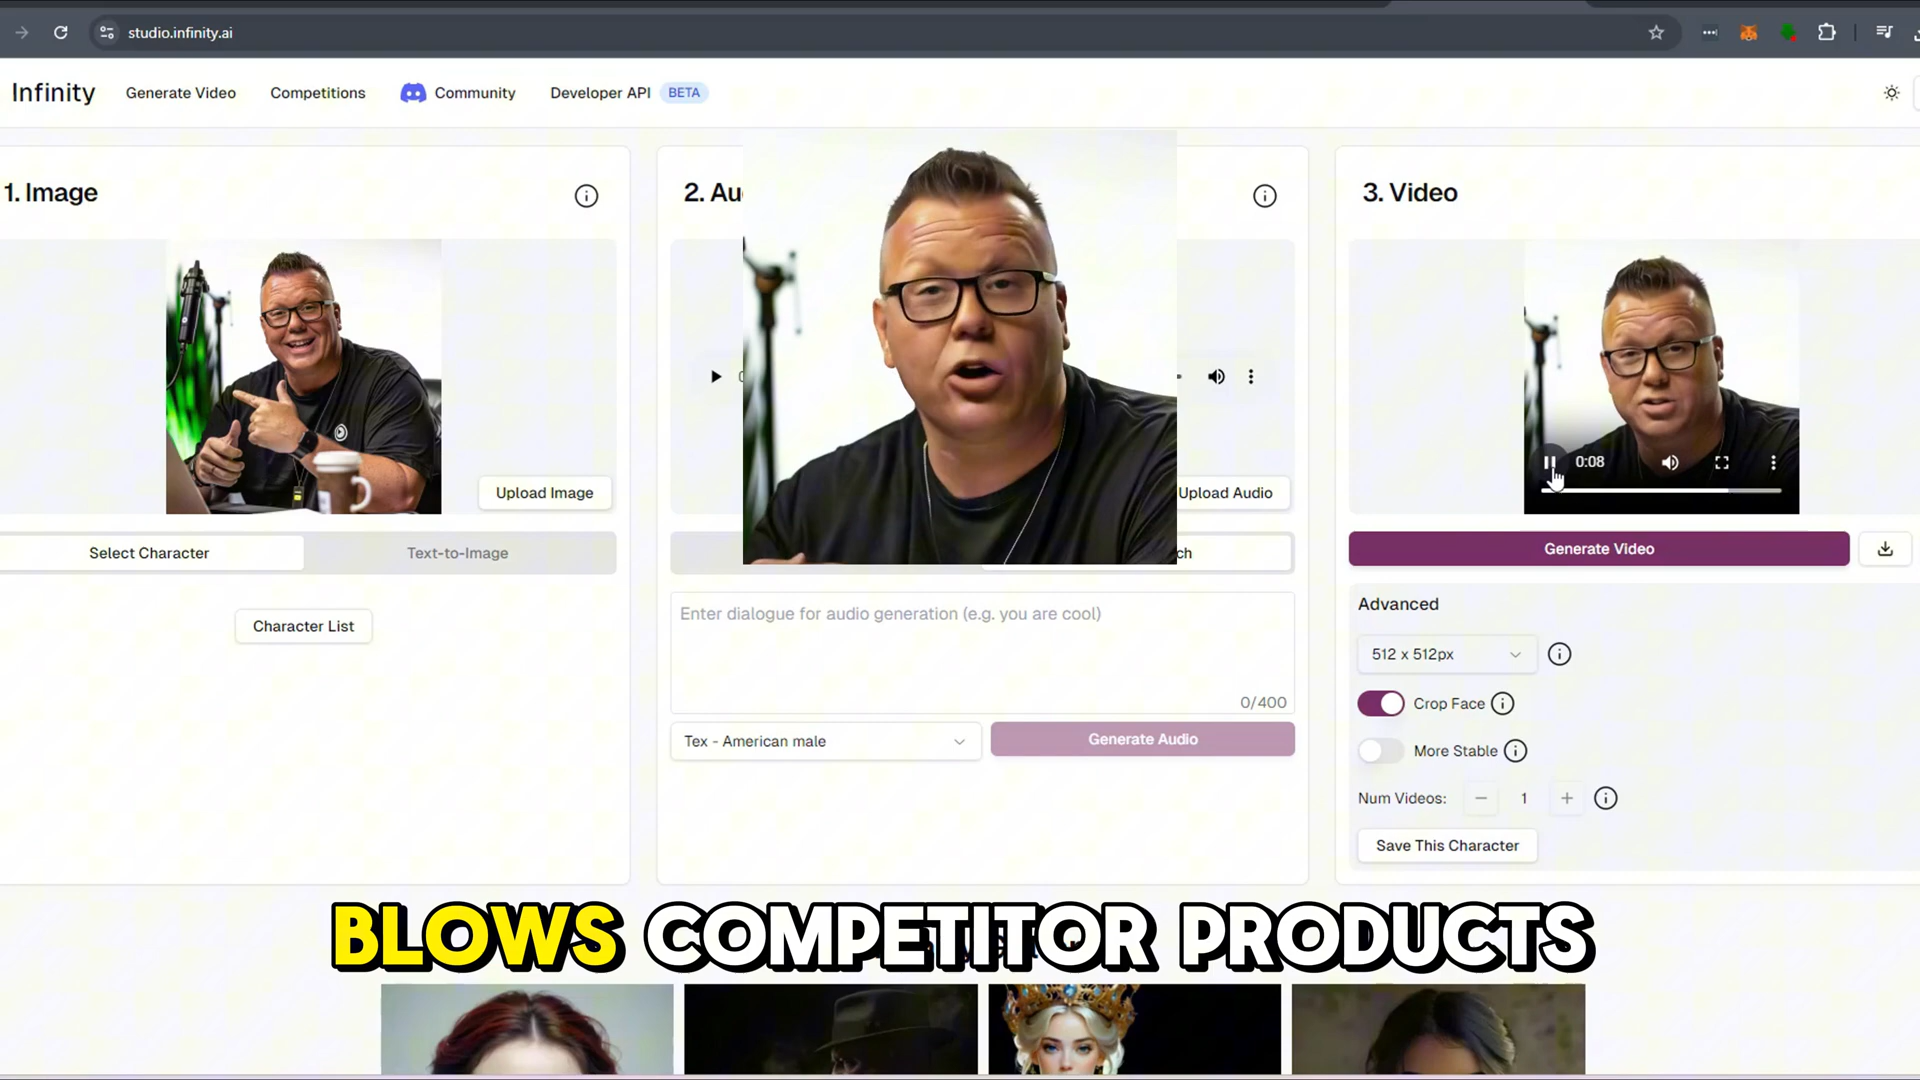 studio.infinity.ai
Infinity
Generate Video
Competitions
Community
Developer API
BETA
1. Image
Upload Image
Select Character
Text-to-Image
Character List
2. Au
Upload Audio
ch
Enter dialogue for audio generation (e.g. you are cool)
0/400
Tex - American male
Generate Audio
3. Video
0:08
Generate Video
Advanced
512 x 512px
Crop Face
More Stable
Num Videos: 1
Save This Character
BLOWS COMPETITOR PRODUCTS